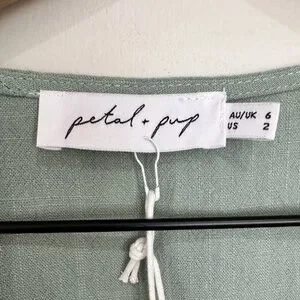 petal + pup
AU/UK 6
US 2